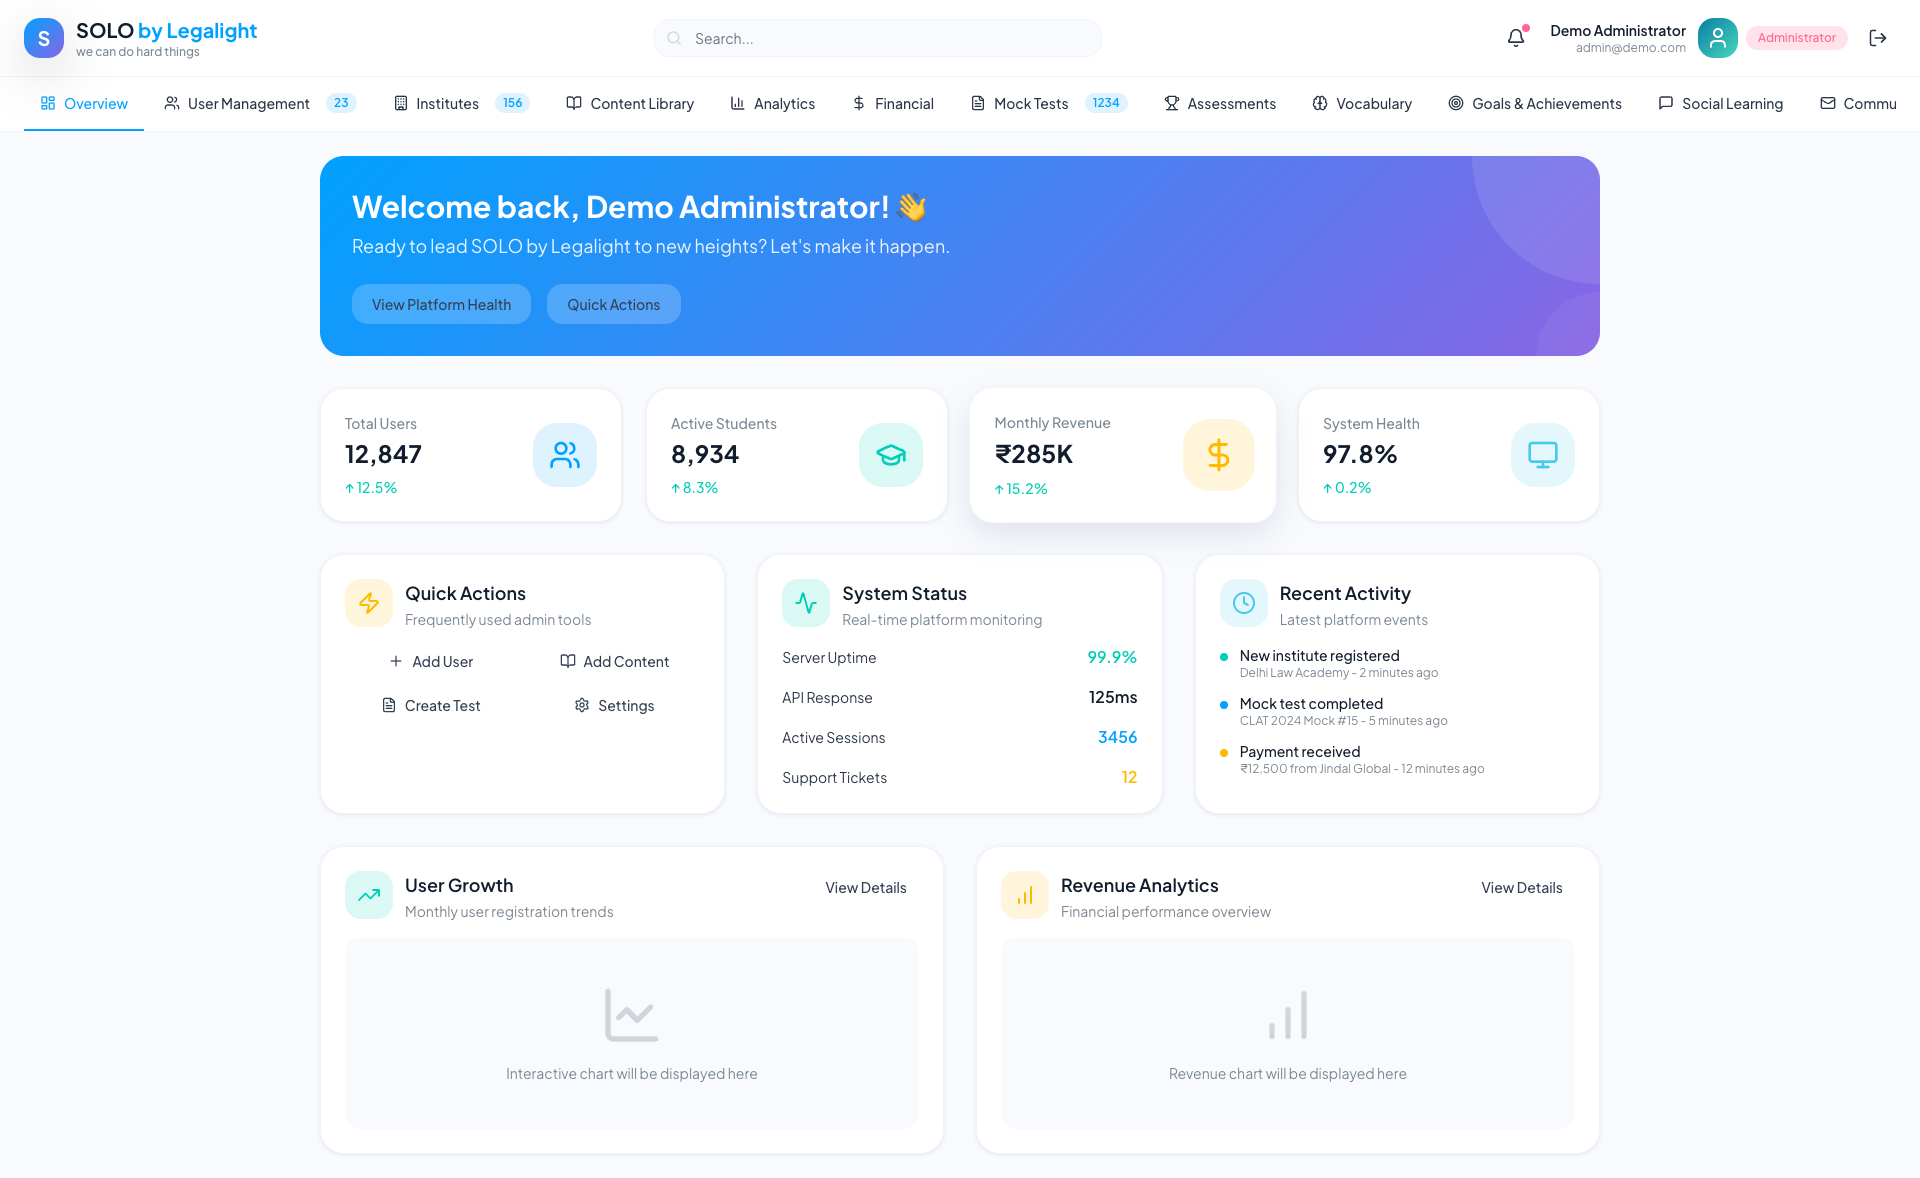 S
SOLO by Legalight
we can do hard things
Search...
Demo Administrator
admin@demo.com
Administrator
Overview
User Management 23
Institutes 156
Content Library
Analytics
Financial
Mock Tests 1234
Assessments
Vocabulary
Goals & Achievements
Social Learning
Commu
Welcome back, Demo Administrator! 👋
Ready to lead SOLO by Legalight to new heights? Let's make it happen.
View Platform Health
Quick Actions
Total Users
12,847
↑ 12.5%
Active Students
8,934
↑ 8.3%
Monthly Revenue
₹285K
↑ 15.2%
System Health
97.8%
↑ 0.2%
Quick Actions
Frequently used admin tools
Add User
Add Content
Create Test
Settings
System Status
Real-time platform monitoring
Server Uptime 99.9%
API Response 125ms
Active Sessions 3456
Support Tickets 12
Recent Activity
Latest platform events
New institute registered
Delhi Law Academy - 2 minutes ago
Mock test completed
CLAT 2024 Mock #15 - 5 minutes ago
Payment received
₹12,500 from Jindal Global - 12 minutes ago
User Growth
Monthly user registration trends
View Details
Interactive chart will be displayed here
Revenue Analytics
Financial performance overview
View Details
Revenue chart will be displayed here